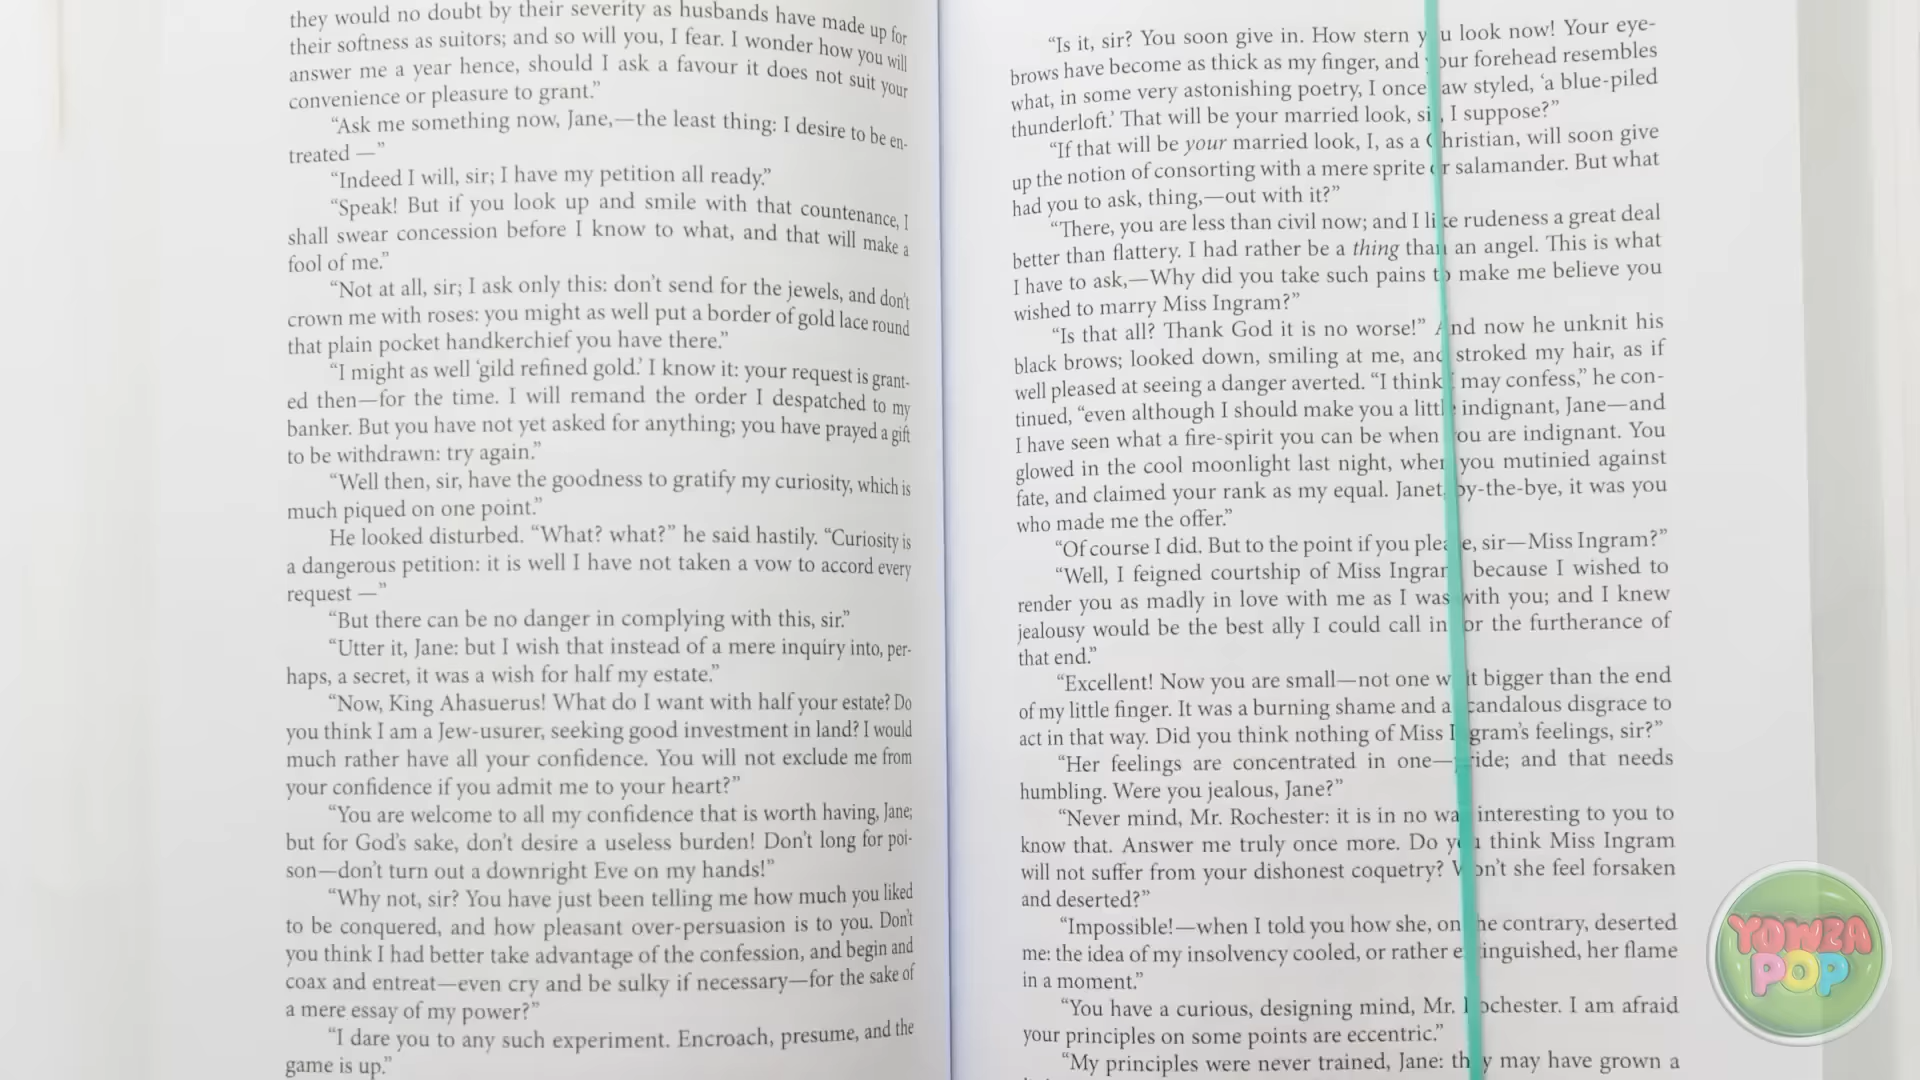 they would no doubt by their severity as husbands have made up for
their softness as suitors; and so will you, I fear. I wonder how you will
answer me a year hence, should I ask a favour it does not suit your
convenience or pleasure to grant.”
“Ask me something now, Jane,—the least thing: I desire to be en-
treated —”
“Indeed I will, sir; I have my petition all ready.”
“Speak! But if you look up and smile with that countenance, I
shall swear concession before I know to what, and that will make a
fool of me.”
“Not at all, sir; I ask only this: don’t send for the jewels, and don’t
crown me with roses: you might as well put a border of gold lace round
that plain pocket handkerchief you have there.”
“I might as well ‘gild refined gold.’ I know it: your request is grant-
ed then—for the time. I will remand the order I despatched to my
banker. But you have not yet asked for anything; you have prayed a gift
to be withdrawn: try again.”
“Well then, sir, have the goodness to gratify my curiosity, which is
much piqued on one point.”
He looked disturbed. “What? what?” he said hastily. “Curiosity is
a dangerous petition: it is well I have not taken a vow to accord every
request —”
“But there can be no danger in complying with this, sir.”
“Utter it, Jane: but I wish that instead of a mere inquiry into, per-
haps, a secret, it was a wish for half my estate.”
“Now, King Ahasuerus! What do I want with half your estate? Do
you think I am a Jew-usurer, seeking good investment in land? I would
much rather have all your confidence. You will not exclude me from
your confidence if you admit me to your heart?”
“You are welcome to all my confidence that is worth having, Jane;
but for God’s sake, don’t desire a useless burden! Don’t long for poi-
son—don’t turn out a downright Eve on my hands!”
“Why not, sir? You have just been telling me how much you liked
to be conquered, and how pleasant over-persuasion is to you. Don’t
you think I had better take advantage of the confession, and begin and
coax and entreat—even cry and be sulky if necessary—for the sake of
a mere essay of my power?”
“I dare you to any such experiment. Encroach, presume, and the
game is up.”
“Is it, sir? You soon give in. How stern you look now! Your eye-
brows have become as thick as my finger, and your forehead resembles
what, in some very astonishing poetry, I once saw styled, ‘a blue-piled
thunderloft.’ That will be your married look, sir, I suppose?”
“If that will be your married look, I, as a Christian, will soon give
up the notion of consorting with a mere sprite or salamander. But what
had you to ask, thing,—out with it?”
“There, you are less than civil now; and I like rudeness a great deal
better than flattery. I had rather be a thing than an angel. This is what
I have to ask,—Why did you take such pains to make me believe you
wished to marry Miss Ingram?”
“Is that all? Thank God it is no worse!” And now he unknit his
black brows; looked down, smiling at me, and stroked my hair, as if
well pleased at seeing a danger averted. “I think I may confess,” he con-
tinued, “even although I should make you a little indignant, Jane—and
I have seen what a fire-spirit you can be when you are indignant. You
glowed in the cool moonlight last night, when you mutinied against
fate, and claimed your rank as my equal. Janet, by-the-bye, it was you
who made me the offer.”
“Of course I did. But to the point if you please, sir—Miss Ingram?”
“Well, I feigned courtship of Miss Ingram, because I wished to
render you as madly in love with me as I was with you; and I knew
jealousy would be the best ally I could call in for the furtherance of
that end.”
“Excellent! Now you are small—not one whit bigger than the end
of my little finger. It was a burning shame and a scandalous disgrace to
act in that way. Did you think nothing of Miss Ingram’s feelings, sir?”
“Her feelings are concentrated in one—pride; and that needs
humbling. Were you jealous, Jane?”
“Never mind, Mr. Rochester: it is in no way interesting to you to
know that. Answer me truly once more. Do you think Miss Ingram
will not suffer from your dishonest coquetry? Won’t she feel forsaken
and deserted?”
“Impossible!—when I told you how she, on the contrary, deserted
me: the idea of my insolvency cooled, or rather extinguished, her flame
in a moment.”
“You have a curious, designing mind, Mr. Rochester. I am afraid
your principles on some points are eccentric.”
“My principles were never trained, Jane: they may have grown a
YOWZA
POP